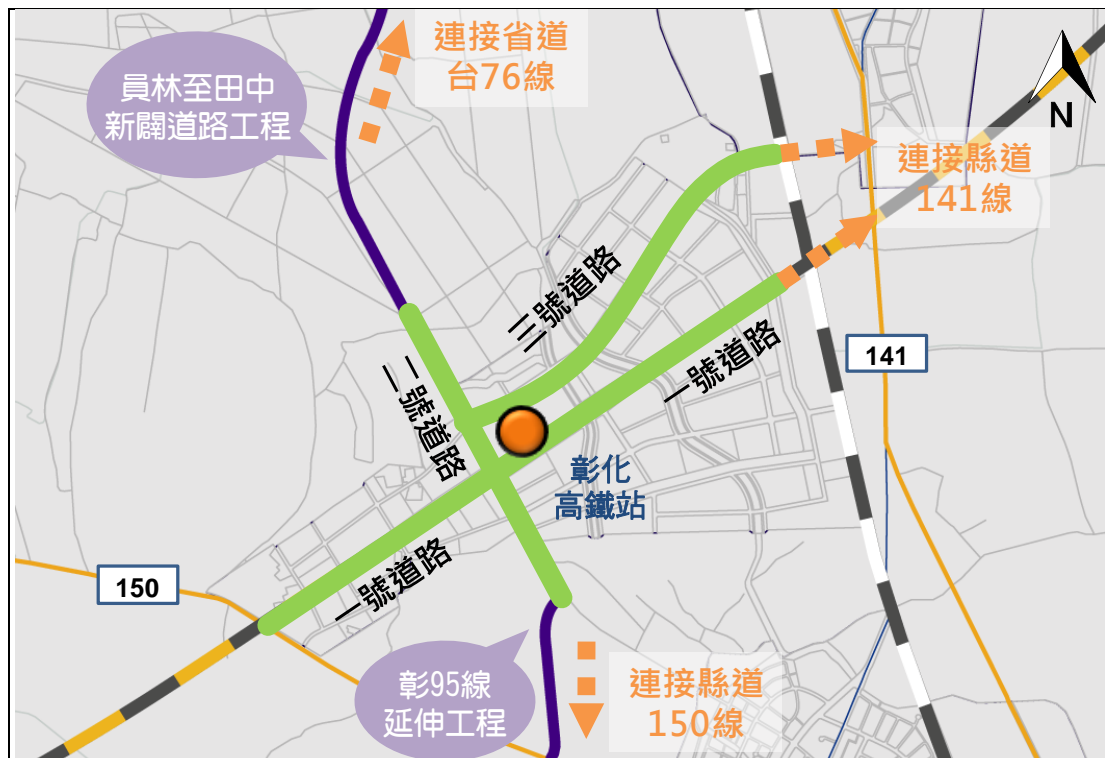 連接省道
台76線
員林至田中
新闢道路工程
N
連接縣道
141線
三號道路
一號道路
141
二號道路
彰化
高鐵站
一號道路
150
彰95線
延伸工程
連接縣道
150線